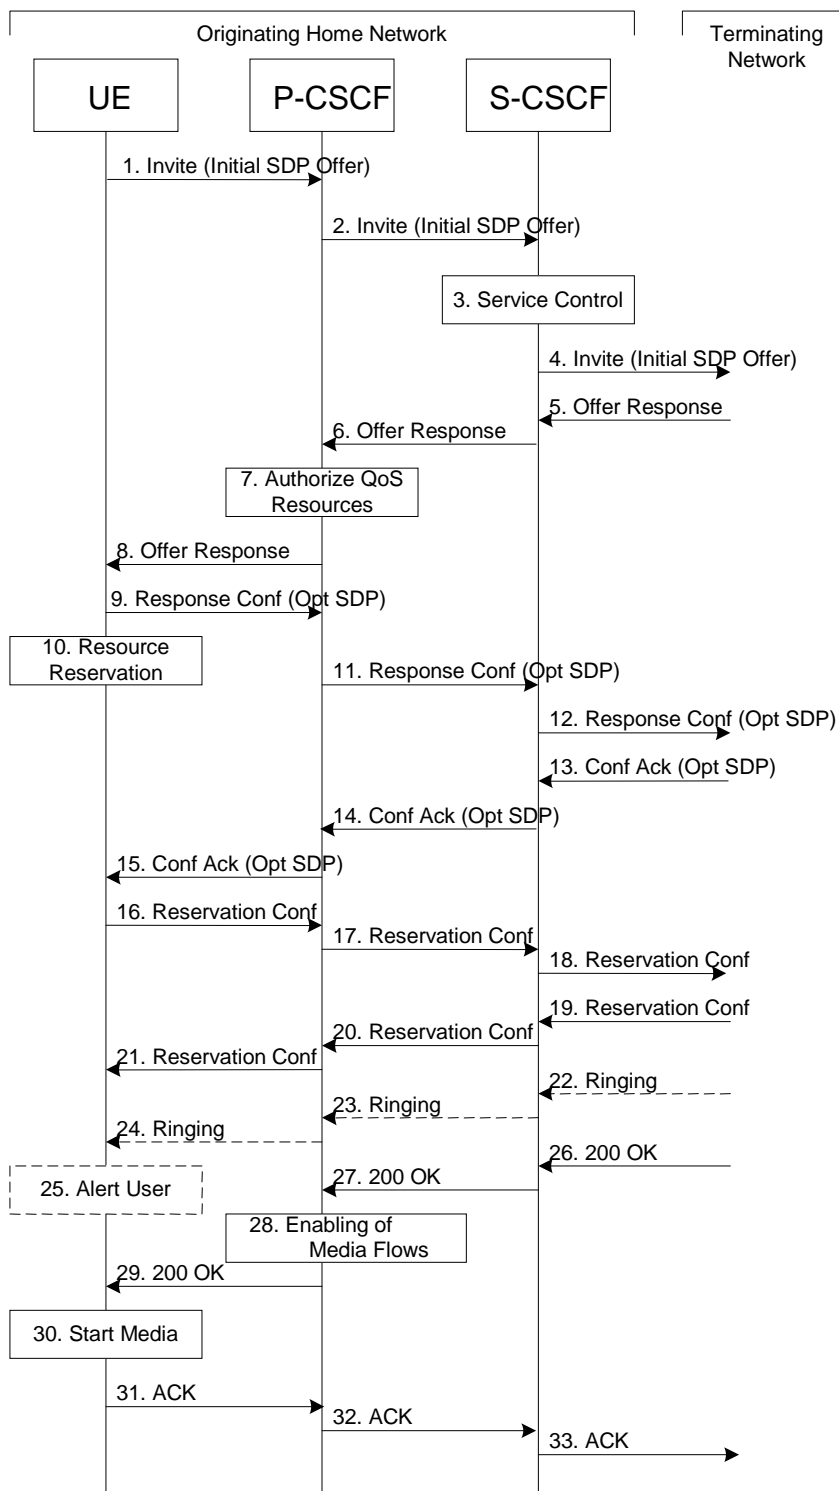 Originating Home Network
Terminating
Network
UE
P-CSCF
S-CSCF
1. Invite (Initial SDP Offer)
2. Invite (Initial SDP Offer)
3. Service Control
4. Invite (Initial SDP Offer)
5. Offer Response
6. Offer Response
7. Authorize QoS
Resources
8. Offer Response
9. Response Conf (Opt SDP)
10. Resource
Reservation
11. Response Conf (Opt SDP)
12. Response Conf (Opt SDP)
13. Conf Ack (Opt SDP)
14. Conf Ack (Opt SDP)
15. Conf Ack (Opt SDP)
16. Reservation Conf
17. Reservation Conf
18. Reservation Conf
19. Reservation Conf
20. Reservation Conf
21. Reservation Conf
22. Ringing
23. Ringing
24. Ringing
25. Alert User
26. 200 OK
27. 200 OK
28. Enabling of
Media Flows
29. 200 OK
30. Start Media
31. ACK
32. ACK
33. ACK